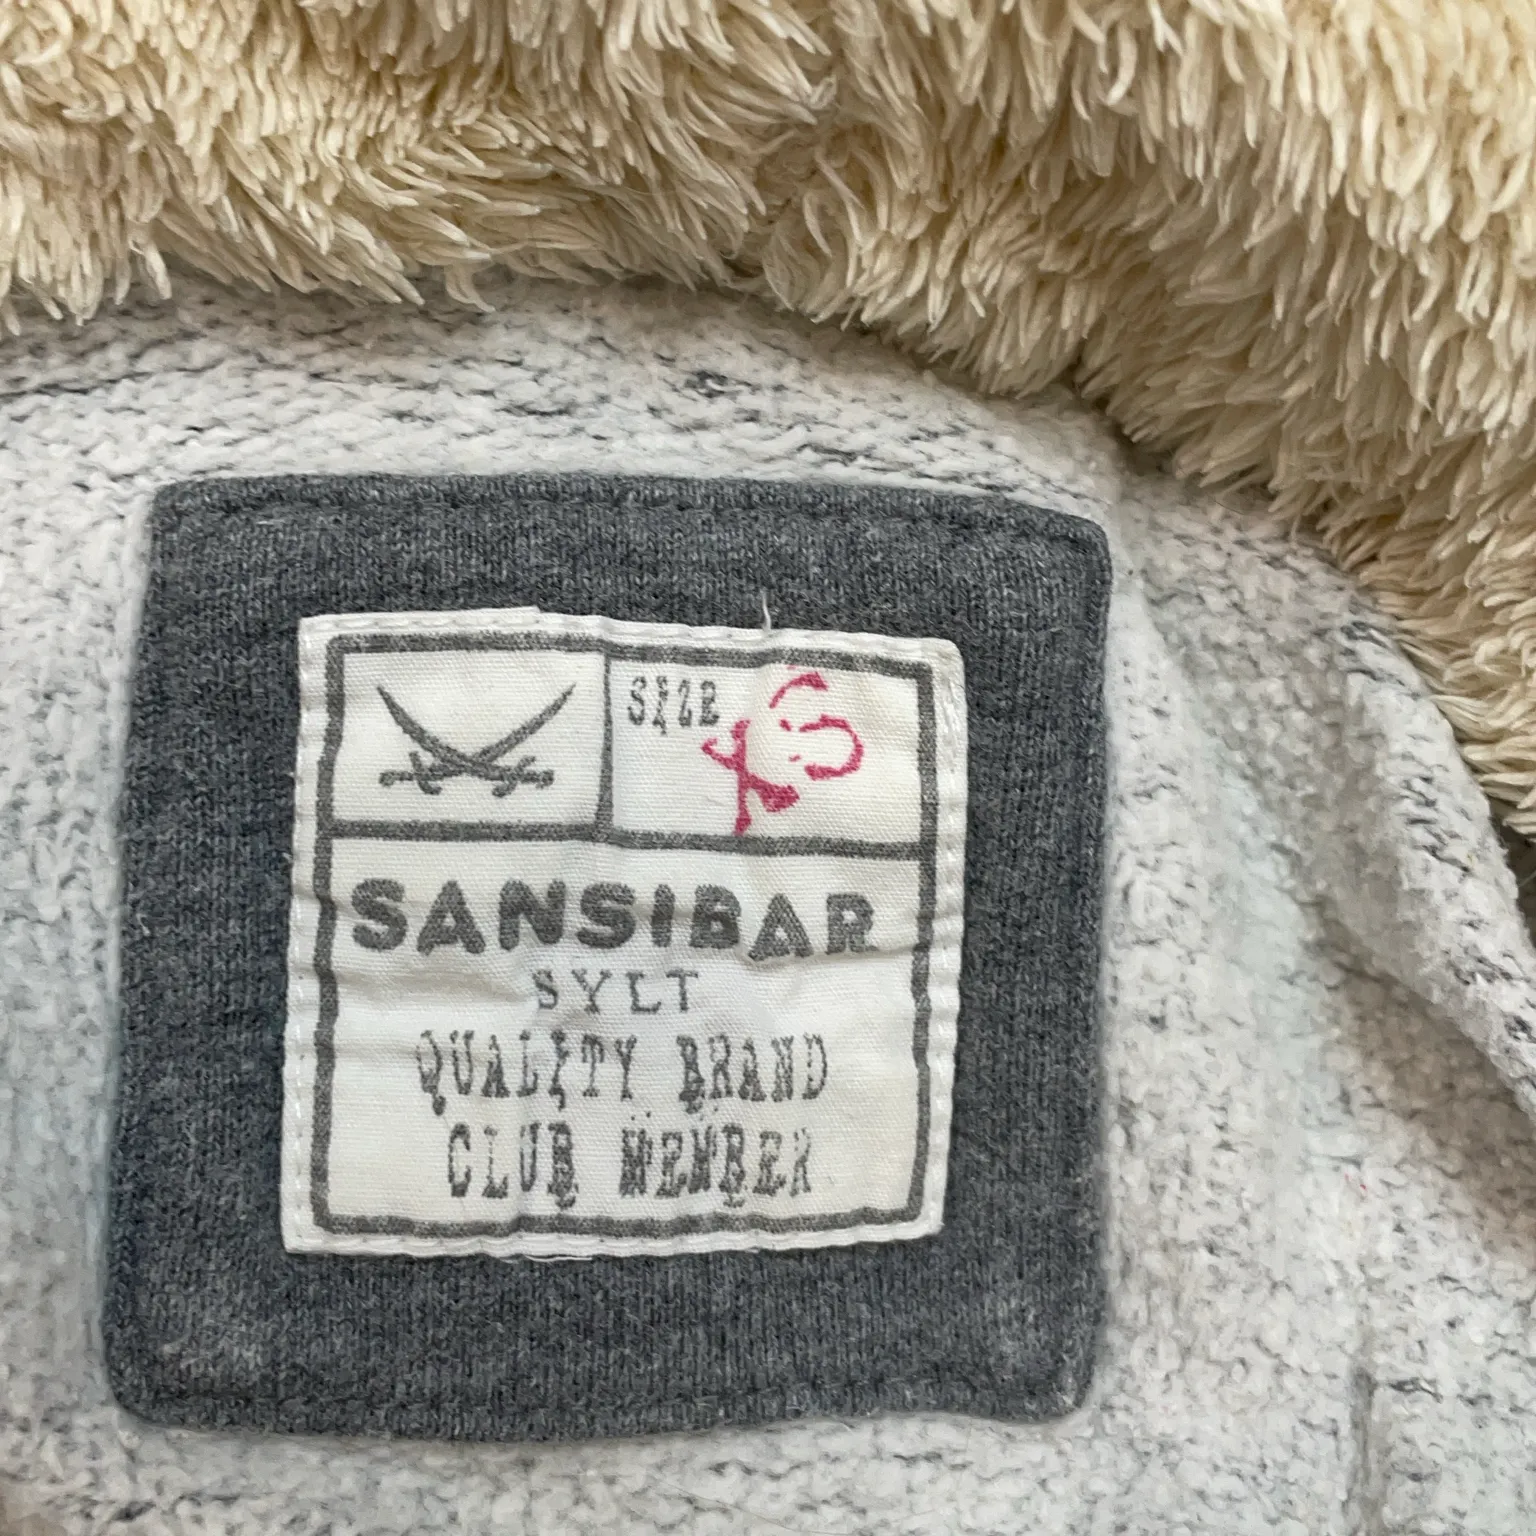 SIZE XS
SANSIBAR
SYLT
QUALITY BRAND
CLUB MEMBER